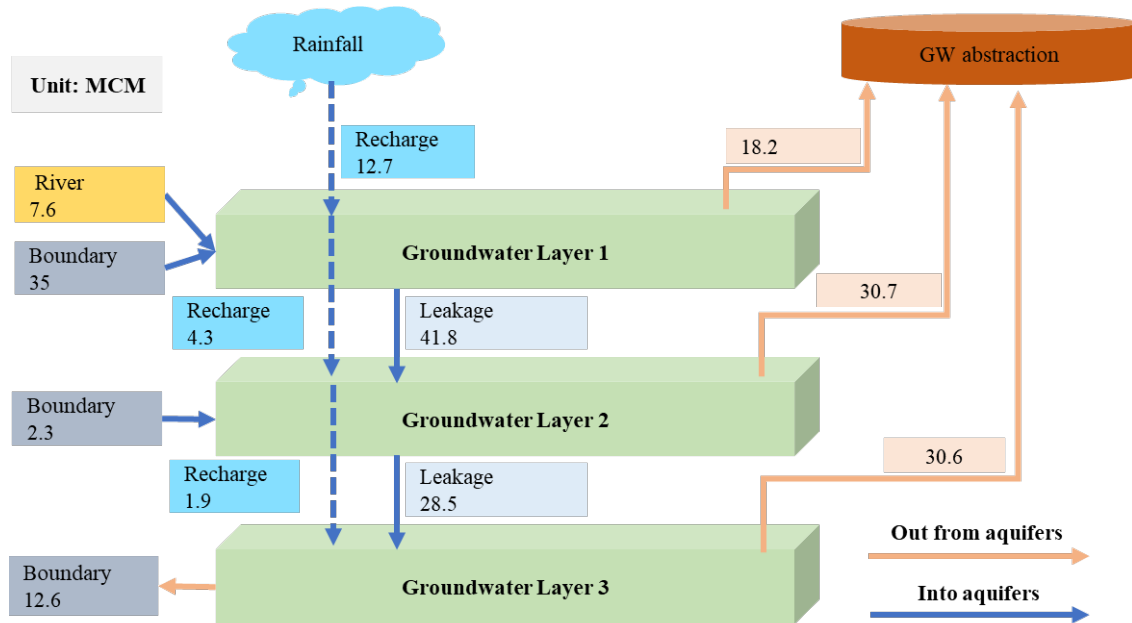 Rainfall
GW abstraction
Unit: MCM
Recharge
12.7
18.2
River
7.6
Boundary
35
Groundwater Layer 1
Recharge
4.3
Leakage
41.8
30.7
Boundary
2.3
Groundwater Layer 2
Recharge
1.9
Leakage
28.5
30.6
Out from aquifers
Boundary
12.6
Groundwater Layer 3
Into aquifers